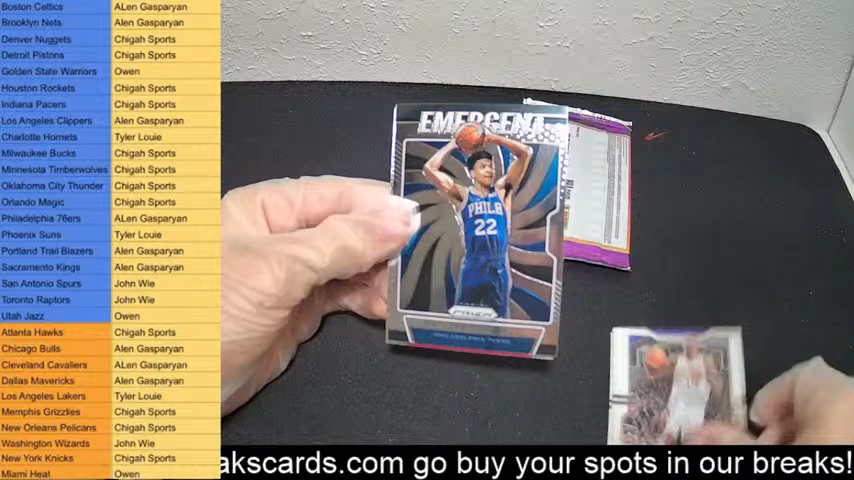 Boston Celtics ALen Gasparyan
Brooklyn Nets Alen Gasparyan
Denver Nuggets Chigah Sports
Detroit Pistons Chigah Sports
Golden State Warriors Owen
Houston Rockets Chigah Sports
Indiana Pacers Chigah Sports
Los Angeles Clippers Alen Gasparyan
Charlotte Hornets Tyler Louie
Milwaukee Bucks Chigah Sports
Minnesota Timberwolves Chigah Sports
Oklahoma City Thunder Chigah Sports
Orlando Magic Chigah Sports
Philadelphia 76ers ALen Gasparyan
Phoenix Suns Tyler Louie
Portland Trail Blazers Alen Gasparyan
Sacramento Kings Alen Gasparyan
San Antonio Spurs John Wie
Toronto Raptors John Wie
Utah Jazz Owen
Atlanta Hawks Chigah Sports
Chicago Bulls Alen Gasparyan
Cleveland Cavaliers ALen Gasparyan
Dallas Mavericks ALen Gasparyan
Los Angeles Lakers Tyler Louie
Memphis Grizzlies Chigah Sports
New Orleans Pelicans Chigah Sports
Washington Wizards John Wie
New York Knicks Chigah Sports
Miami Heat Owen
EMERGENT
PHILA
22
PRIZM
PHILADELPHIA 76ERS
akscards.com go buy your spots in our breaks!